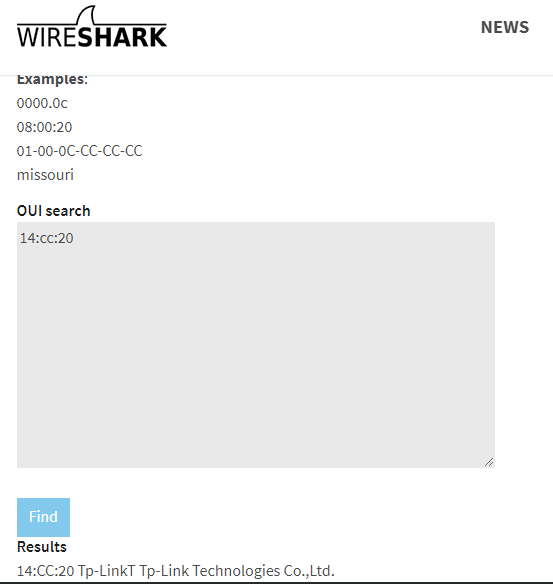 WIRESHARK
NEWS
Examples:
0000.0c
08:00:20
01-00-0C-CC-CC-CC
missouri
OUI search
14:cc:20
Find
Results
14:CC:20 Tp-LinkT Tp-Link Technologies Co.,Ltd.